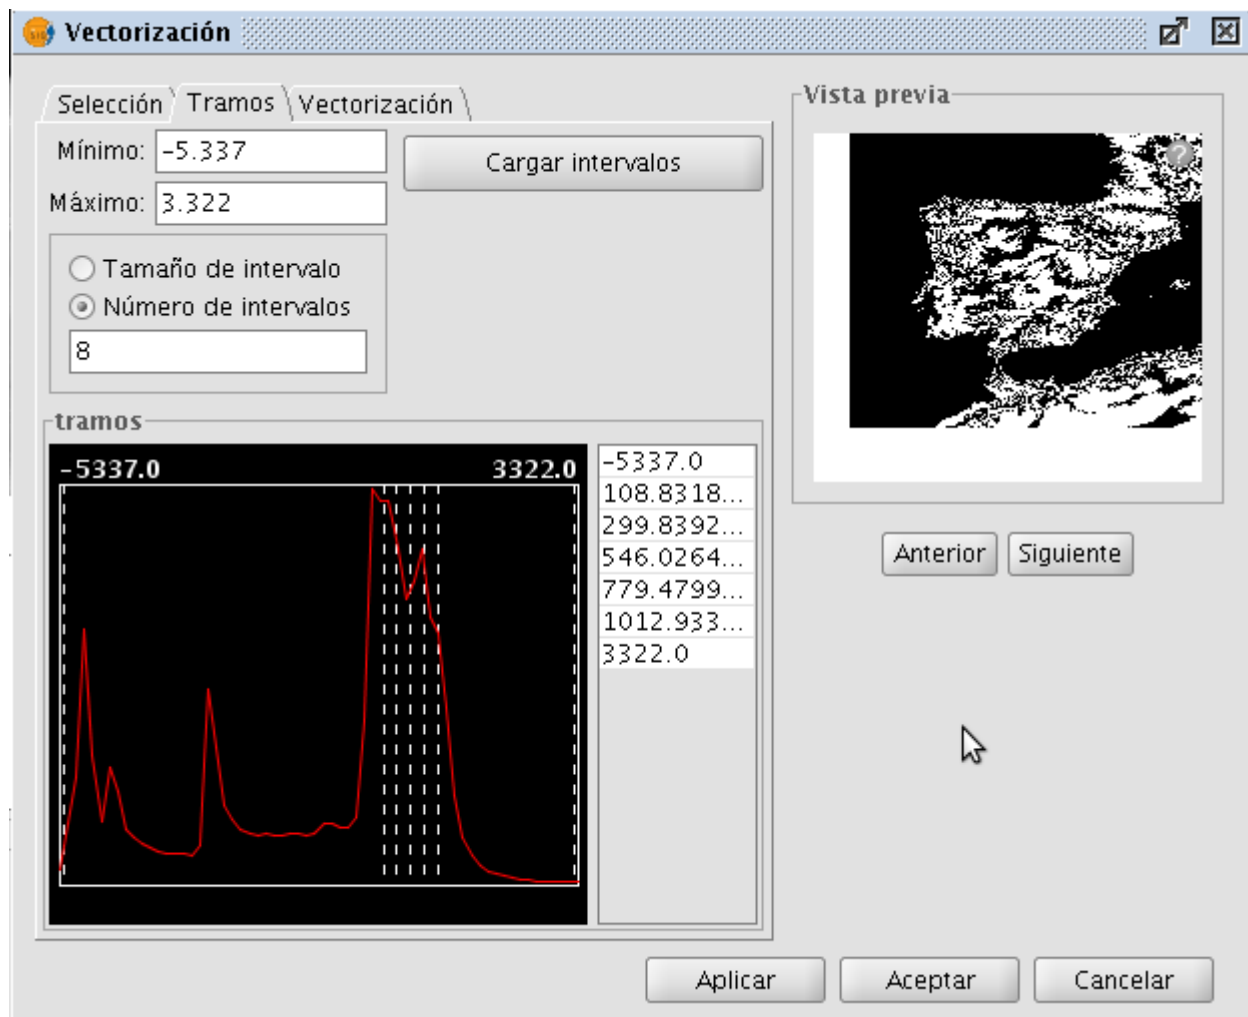 Vectorización
Selección Tramos Vectorización
Mínimo: -5.337
Cargar intervalos
Máximo: 3.322
Tamaño de intervalo
Número de intervalos
8
tramos
-5337.0 3322.0
-5337.0
108.8318...
299.8392...
546.0264...
779.4799...
1012.933...
3322.0
Vista previa
?
Anterior Siguiente
Aplicar Aceptar Cancelar